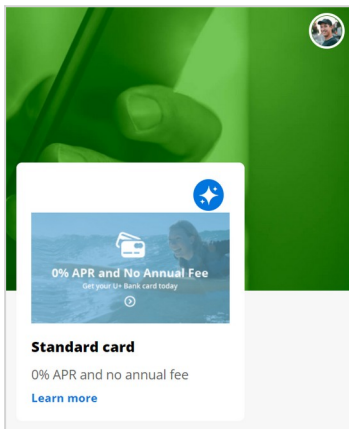 0% APR and No Annual Fee
Get your U+ Bank card today
Standard card
0% APR and no annual fee
Learn more